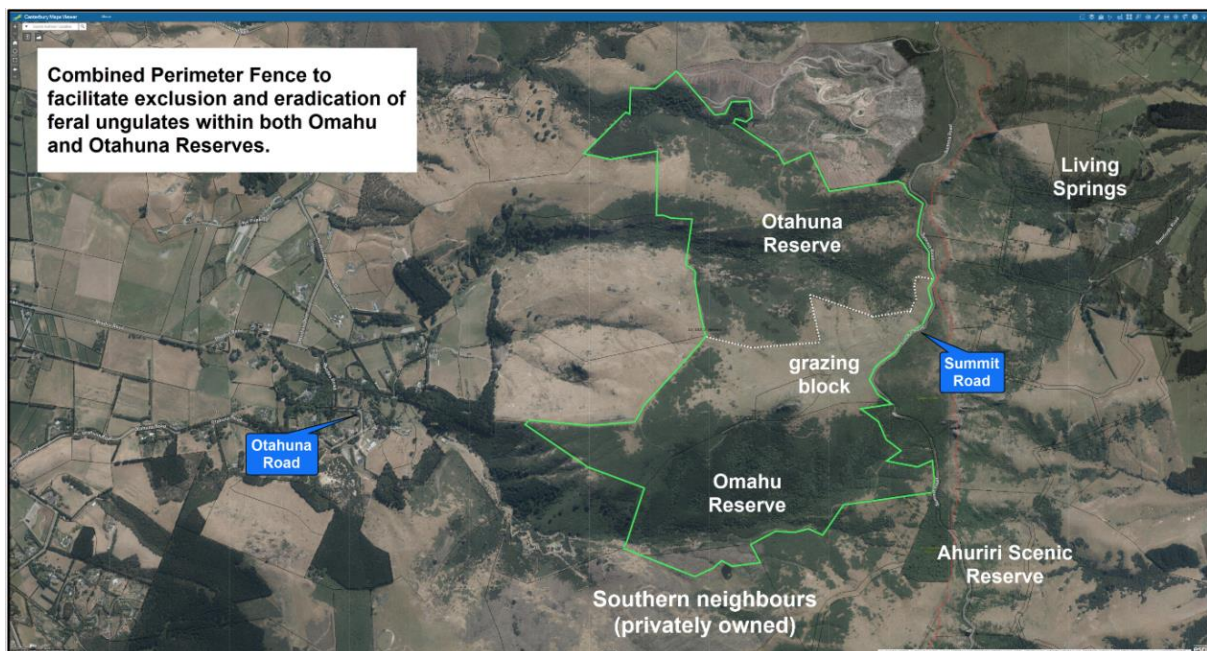 Canterbury Maps Viewer
Combined Perimeter Fence to
facilitate exclusion and eradication of
feral ungulates within both Omahu
and Otahuna Reserves.
Living
Springs
Otahuna
Reserve
grazing
block
Summit
Road
Otahuna
Road
Omahu
Reserve
Ahuriri Scenic
Reserve
Southern neighbours
(privately owned)
esri